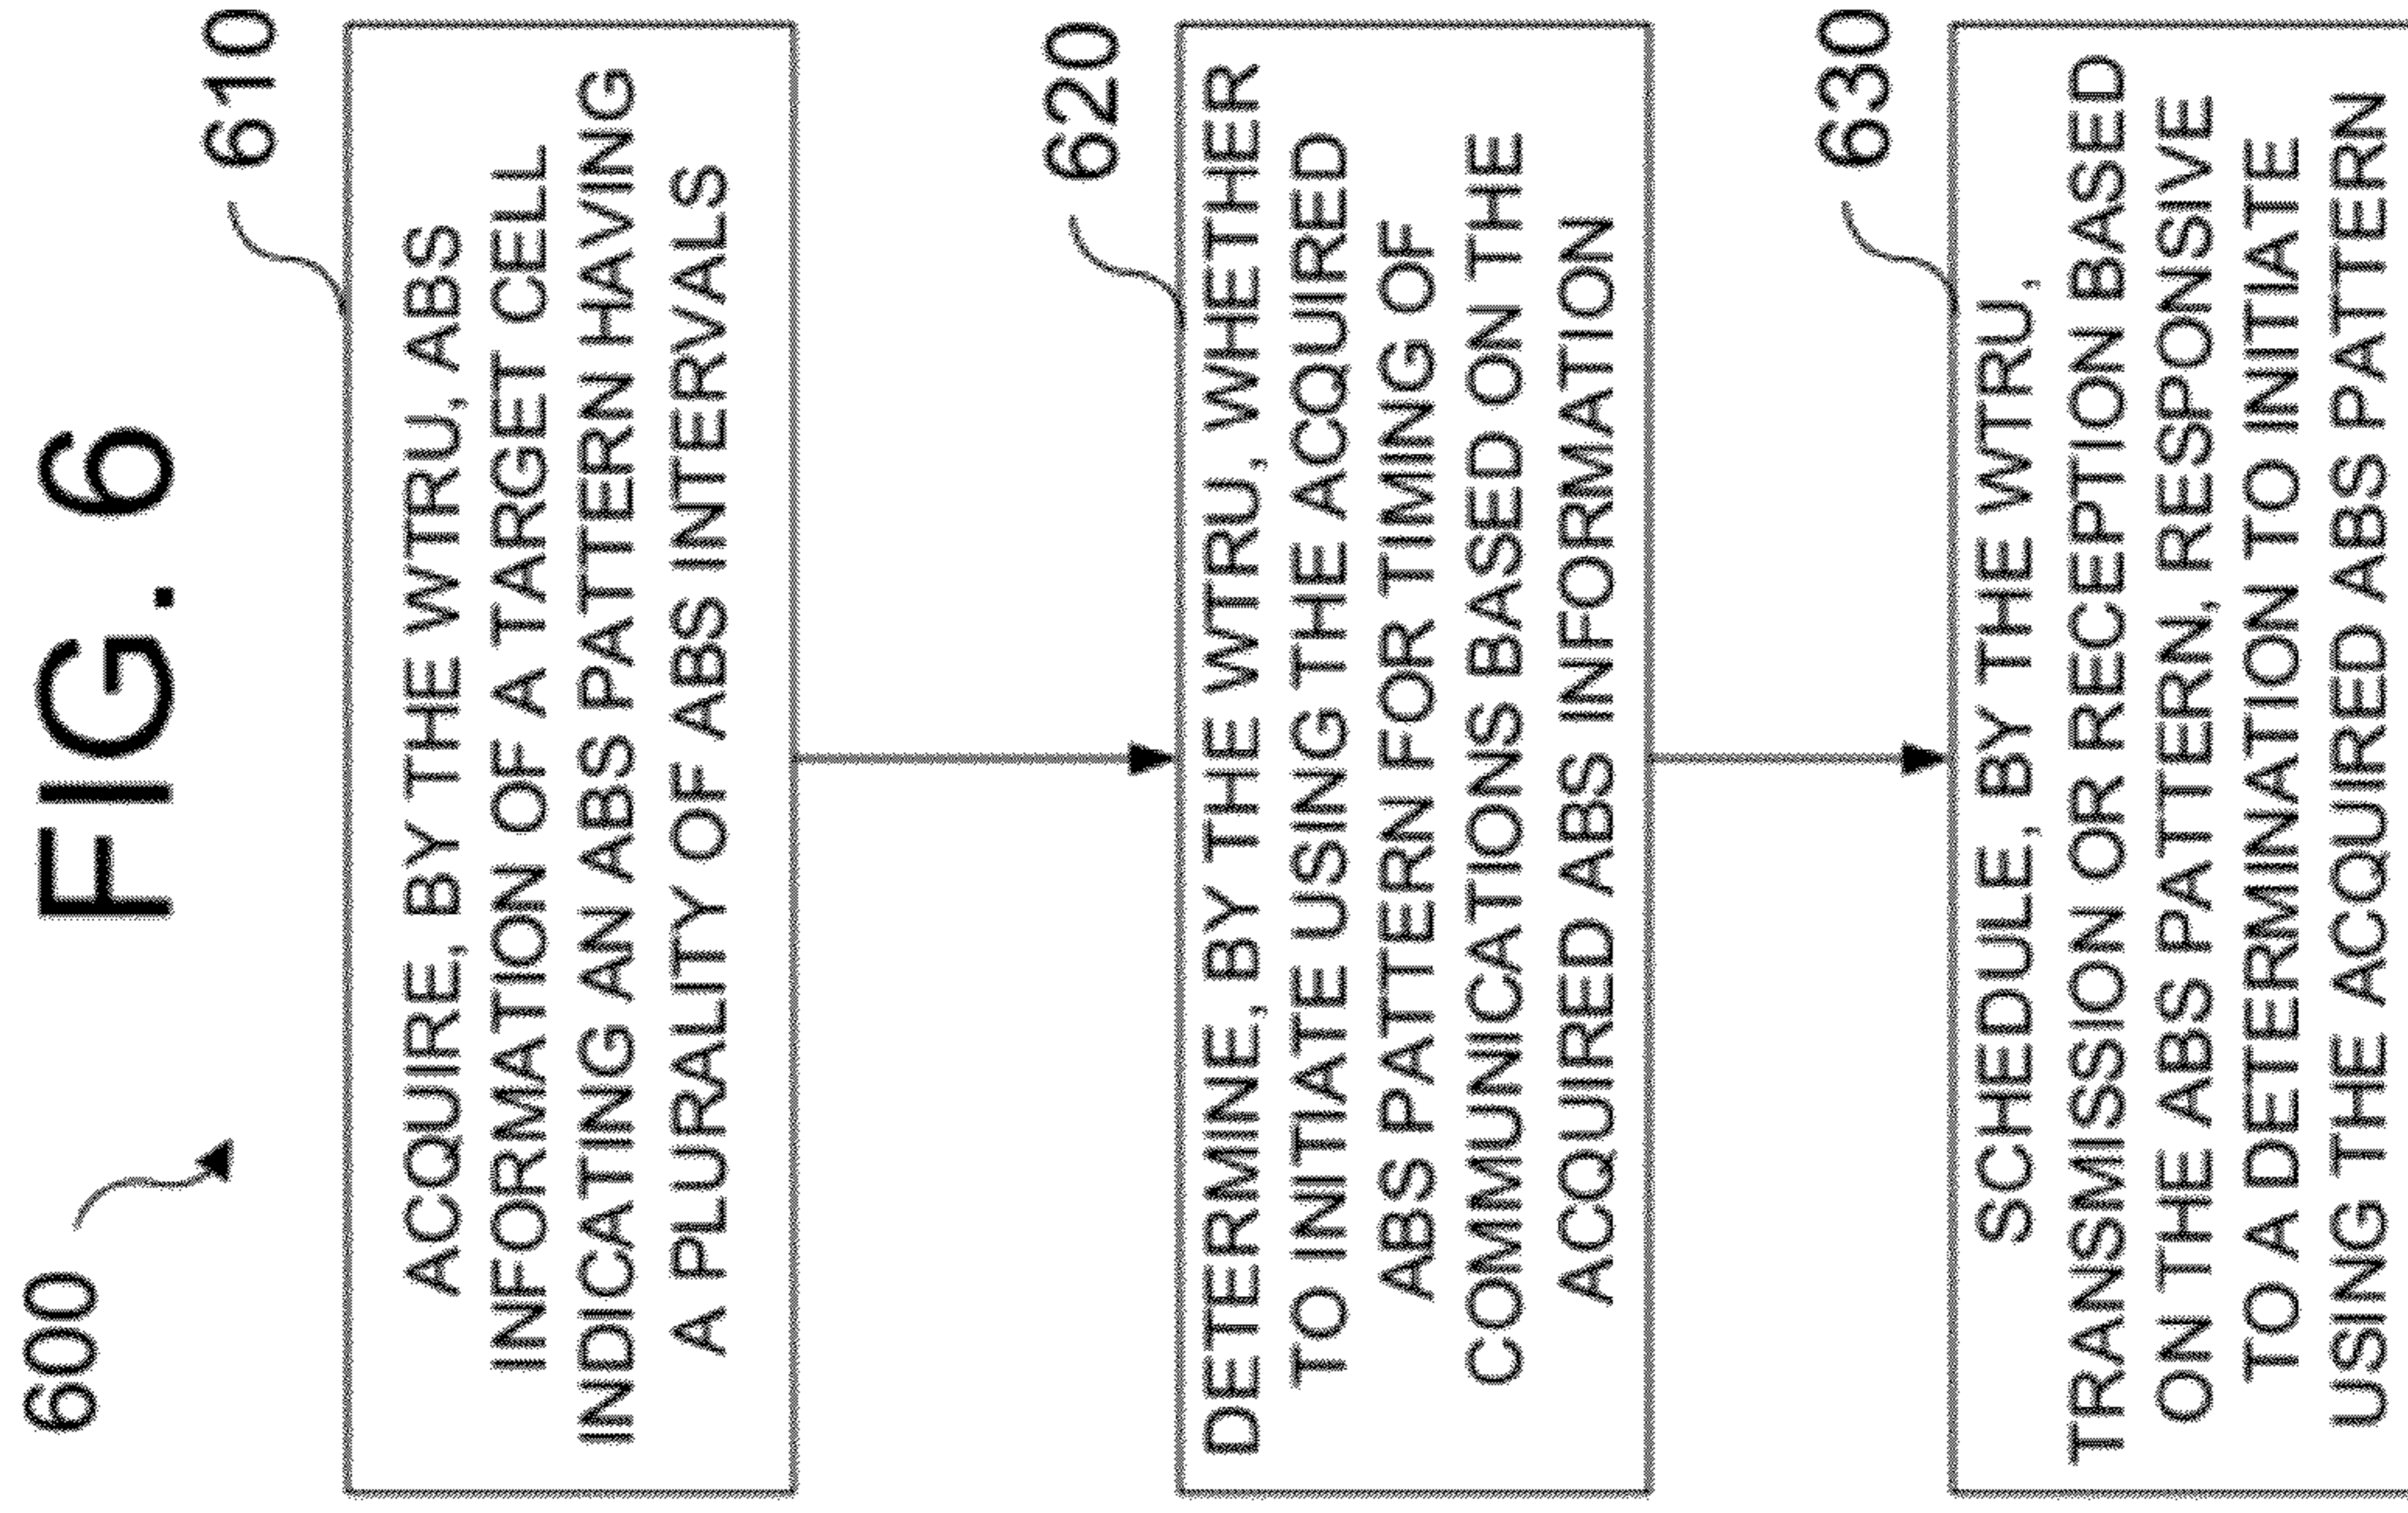 FIG. 6
600
610
ACQUIRE, BY THE WTRU, ABS
INFORMATION OF A TARGET CELL
INDICATING AN ABS PATTERN HAVING
A PLURALITY OF ABS INTERVALS
620
DETERMINE, BY THE WTRU, WHETHER
TO INITIATE USING THE ACQUIRED
ABS PATTERN FOR TIMING OF
COMMUNICATIONS BASED ON THE
ACQUIRED ABS INFORMATION
630
SCHEDULE, BY THE WTRU,
TRANSMISSION OR RECEPTION BASED
ON THE ABS PATTERN, RESPONSIVE
TO A DETERMINATION TO INITIATE
USING THE ACQUIRED ABS PATTERN